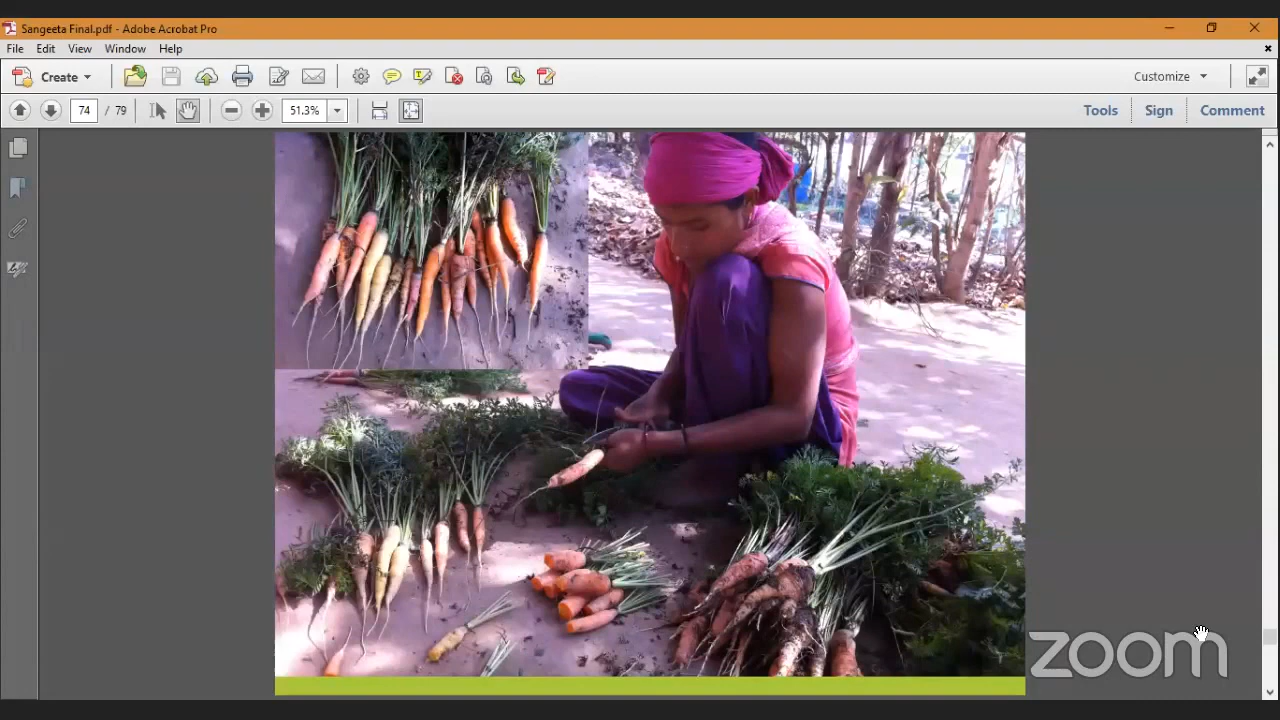 Sangeeta Final.pdf - Adobe Acrobat Pro
File Edit View Window Help
Create Customize
74 / 79 51.3% Tools Sign Comment
zoom